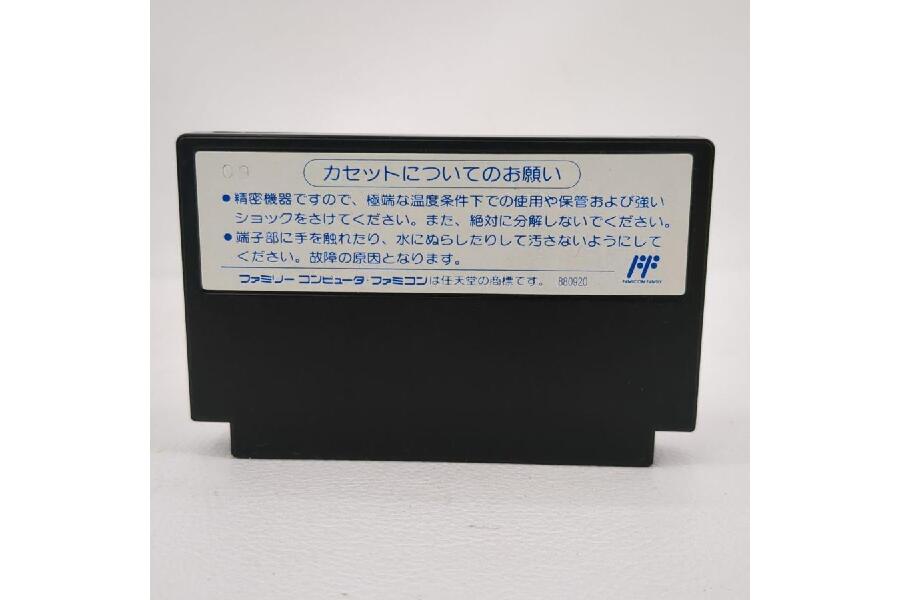 09
カセットについてのお願い
●精密機器ですので、極端な温度条件下での使用や保管および強い
ショックをさけてください。また、絶対に分解しないでください。
●端子部に手を触れたり、水にぬらしたりして汚さないようにして
ください。故障の原因となります。
ファミリーコンピュータ・ファミコンは任天堂の商標です。 880920
FAMICOM FAMILY